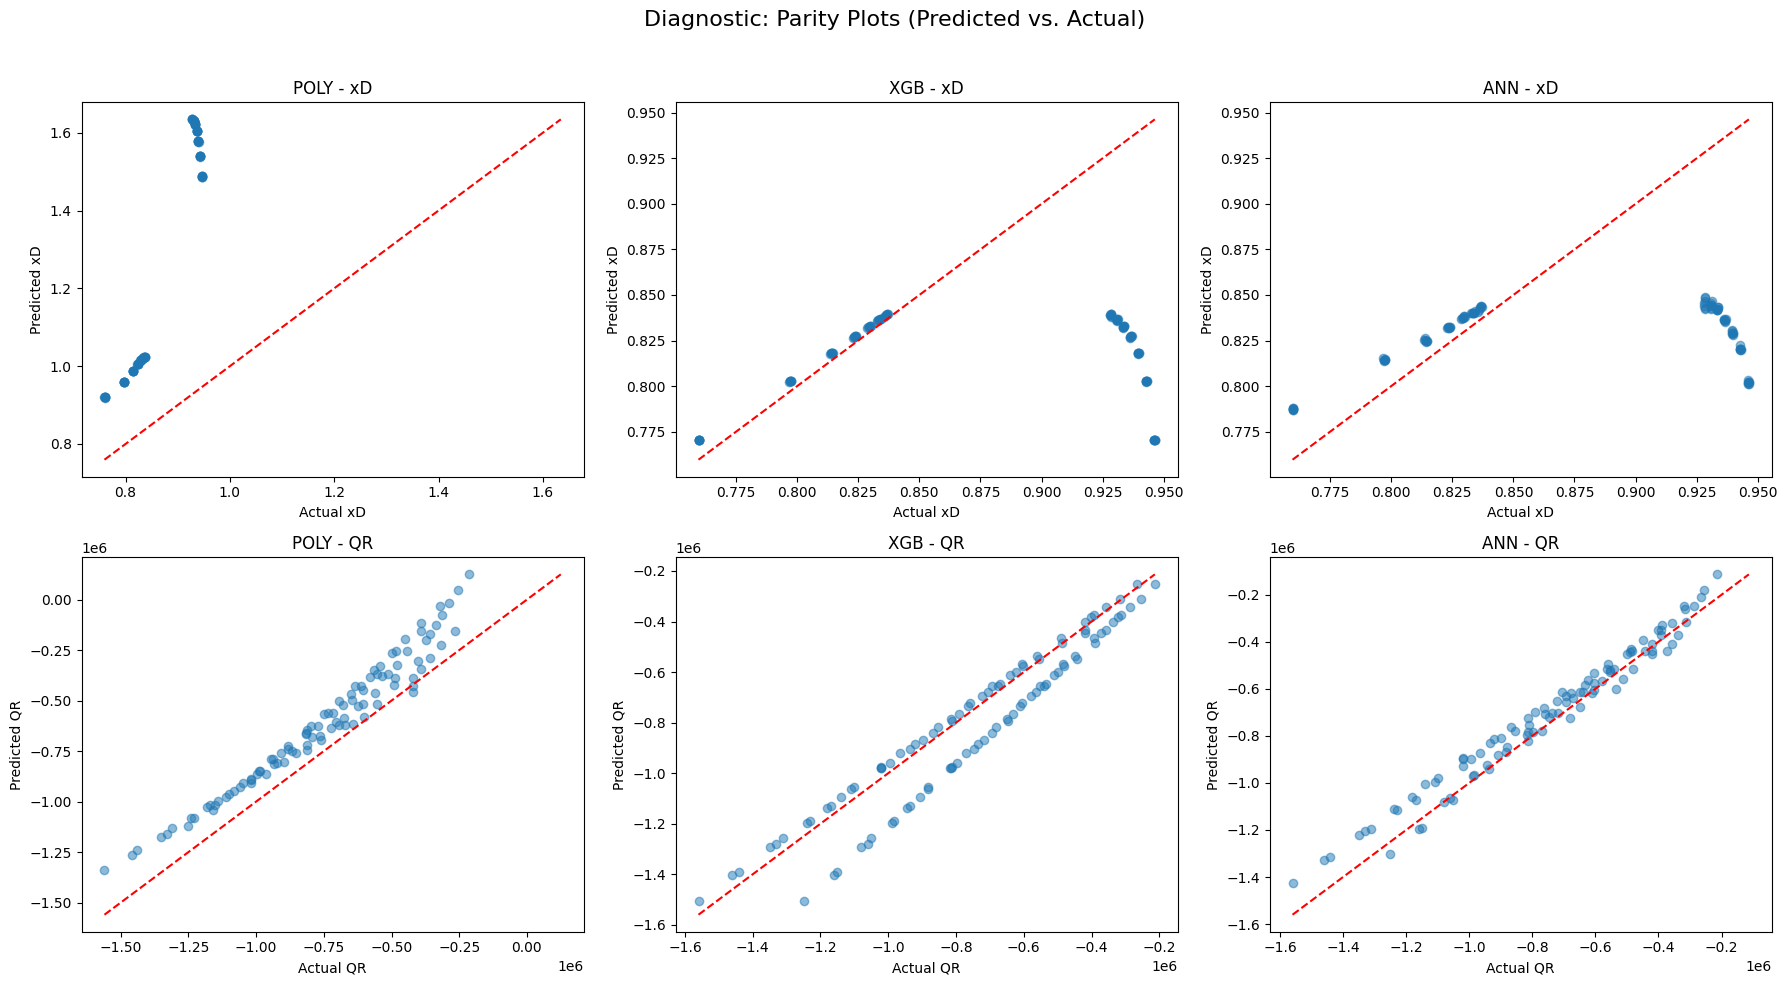 Diagnostic: Parity Plots (Predicted vs. Actual)
POLY - xD
1.6
1.4
1.2
1.0
0.8
Predicted xD
0.8 1.0 1.2 1.4 1.6
Actual xD
XGB - xD
0.950
0.925
0.900
0.875
0.850
0.825
0.800
0.775
Predicted xD
0.775 0.800 0.825 0.850 0.875 0.900 0.925 0.950
Actual xD
ANN - xD
0.950
0.925
0.900
0.875
0.850
0.825
0.800
0.775
Predicted xD
0.775 0.800 0.825 0.850 0.875 0.900 0.925 0.950
Actual xD
POLY - QR
1e6
0.00
−0.25
−0.50
−0.75
−1.00
−1.25
−1.50
Predicted QR
−1.50 −1.25 −1.00 −0.75 −0.50 −0.25 0.00
Actual QR
1e6
XGB - QR
1e6
−0.2
−0.4
−0.6
−0.8
−1.0
−1.2
−1.4
−1.6
Predicted QR
−1.6 −1.4 −1.2 −1.0 −0.8 −0.6 −0.4 −0.2
Actual QR
1e6
ANN - QR
1e6
−0.2
−0.4
−0.6
−0.8
−1.0
−1.2
−1.4
−1.6
Predicted QR
−1.6 −1.4 −1.2 −1.0 −0.8 −0.6 −0.4 −0.2
Actual QR
1e6